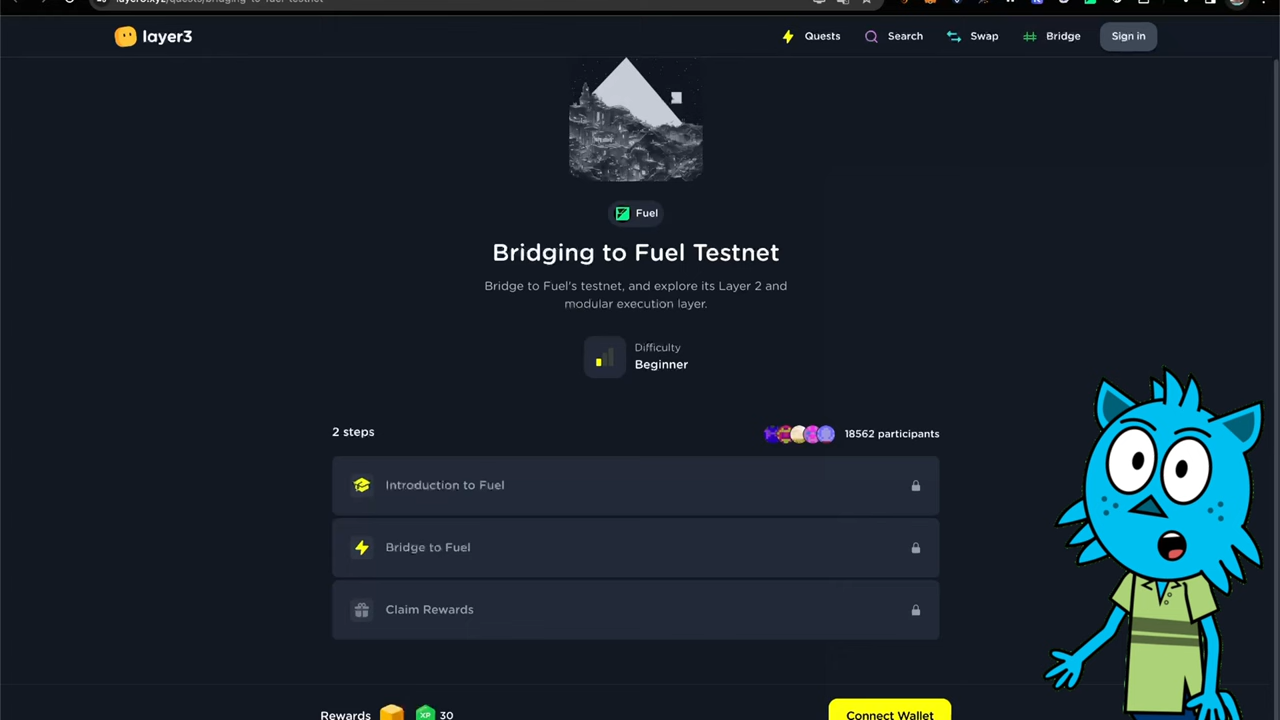 layer3
Quests
Search
Swap
Bridge
Sign in
Fuel
Bridging to Fuel Testnet
Bridge to Fuel's testnet, and explore its Layer 2 and
modular execution layer.
Difficulty
Beginner
2 steps
18562 participants
Introduction to Fuel
Bridge to Fuel
Claim Rewards
Rewards
XP
30
Connect Wallet